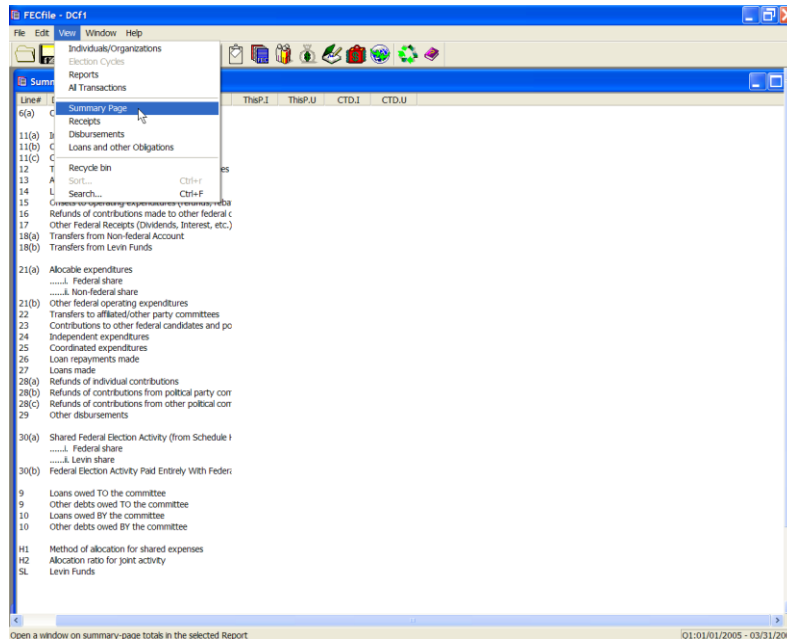 FECfile - DCf1
File Edit View Window Help
Individuals/Organizations
Election Cycles
Reports
All Transactions
Summary Page
Receipts
Disbursements
Loans and other Obligations
Recycle bin
Sort... Ctrl+r
Search... Ctrl+F
Line# ThisP.I ThisP.U CTD.I CTD.U
6(a)
11(a)
11(b)
11(c)
12
13
14
15 Offsets to operating expenditures (refunds, reba
16 Refunds of contributions made to other federal c
17 Other Federal Receipts (Dividends, Interest, etc.)
18(a) Transfers from Non-federal Account
18(b) Transfers from Levin Funds
21(a) Allocable expenditures
......i. Federal share
......ii. Non-federal share
21(b) Other federal operating expenditures
22 Transfers to affiliated/other party committees
23 Contributions to other federal candidates and po
24 Independent expenditures
25 Coordinated expenditures
26 Loan repayments made
27 Loans made
28(a) Refunds of individual contributions
28(b) Refunds of contributions from political party com
28(c) Refunds of contributions from other political com
29 Other disbursements
30(a) Shared Federal Election Activity (from Schedule H
......i. Federal share
......ii. Levin share
30(b) Federal Election Activity Paid Entirely With Federa
9 Loans owed TO the committee
9 Other debts owed TO the committee
10 Loans owed BY the committee
10 Other debts owed BY the committee
H1 Method of allocation for shared expenses
H2 Allocation ratio for joint activity
SL Levin Funds
Open a window on summary-page totals in the selected Report Q1:01/01/2005 - 03/31/20